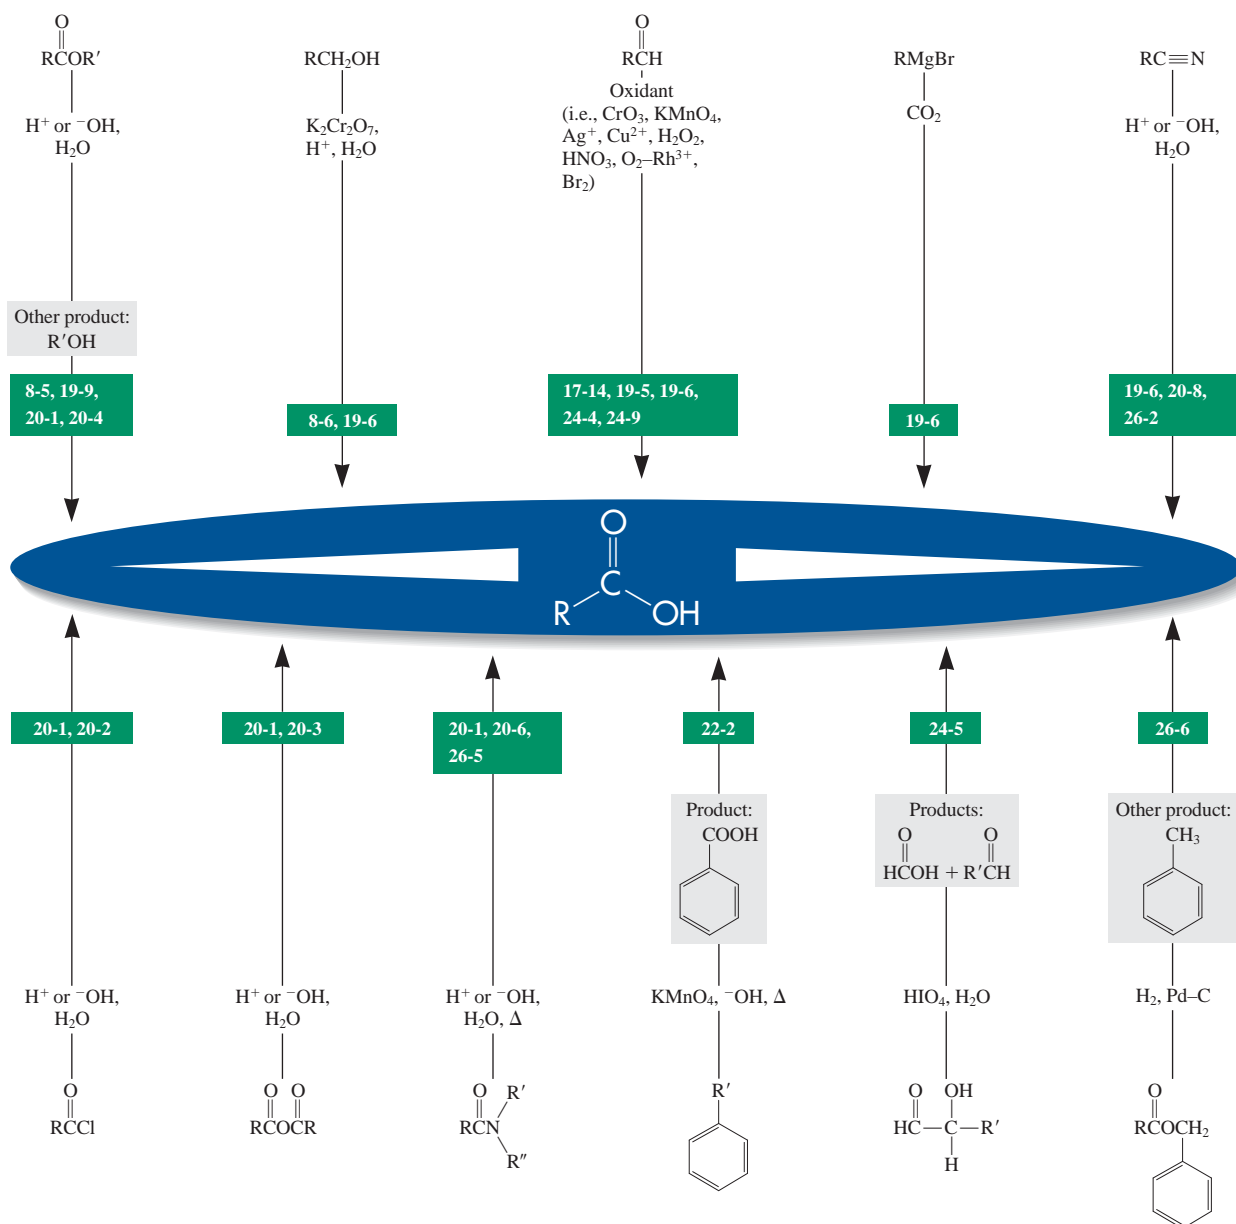 O
RCOR′
H⁺ or ⁻OH,
H₂O
Other product:
R′OH
8-5, 19-9,
20-1, 20-4
RCH₂OH
K₂Cr₂O₇,
H⁺, H₂O
8-6, 19-6
O
RCH
Oxidant
(i.e., CrO₃, KMnO₄,
Ag⁺, Cu²⁺, H₂O₂,
HNO₃, O₂–Rh³⁺,
Br₂)
17-14, 19-5, 19-6,
24-4, 24-9
RMgBr
CO₂
19-6
RC≡N
H⁺ or ⁻OH,
H₂O
19-6, 20-8,
26-2
O
C
R OH
20-1, 20-2
H⁺ or ⁻OH,
H₂O
O
RCCl
20-1, 20-3
H⁺ or ⁻OH,
H₂O
O O
RCOCR
20-1, 20-6,
26-5
H⁺ or ⁻OH,
H₂O, Δ
O R′
RCN
R″
22-2
Product:
COOH
KMnO₄, ⁻OH, Δ
R′
24-5
Products:
O O
HCOH + R′CH
HIO₄, H₂O
O OH
HC—C—R′
H
26-6
Other product:
CH₃
H₂, Pd–C
O
RCOCH₂